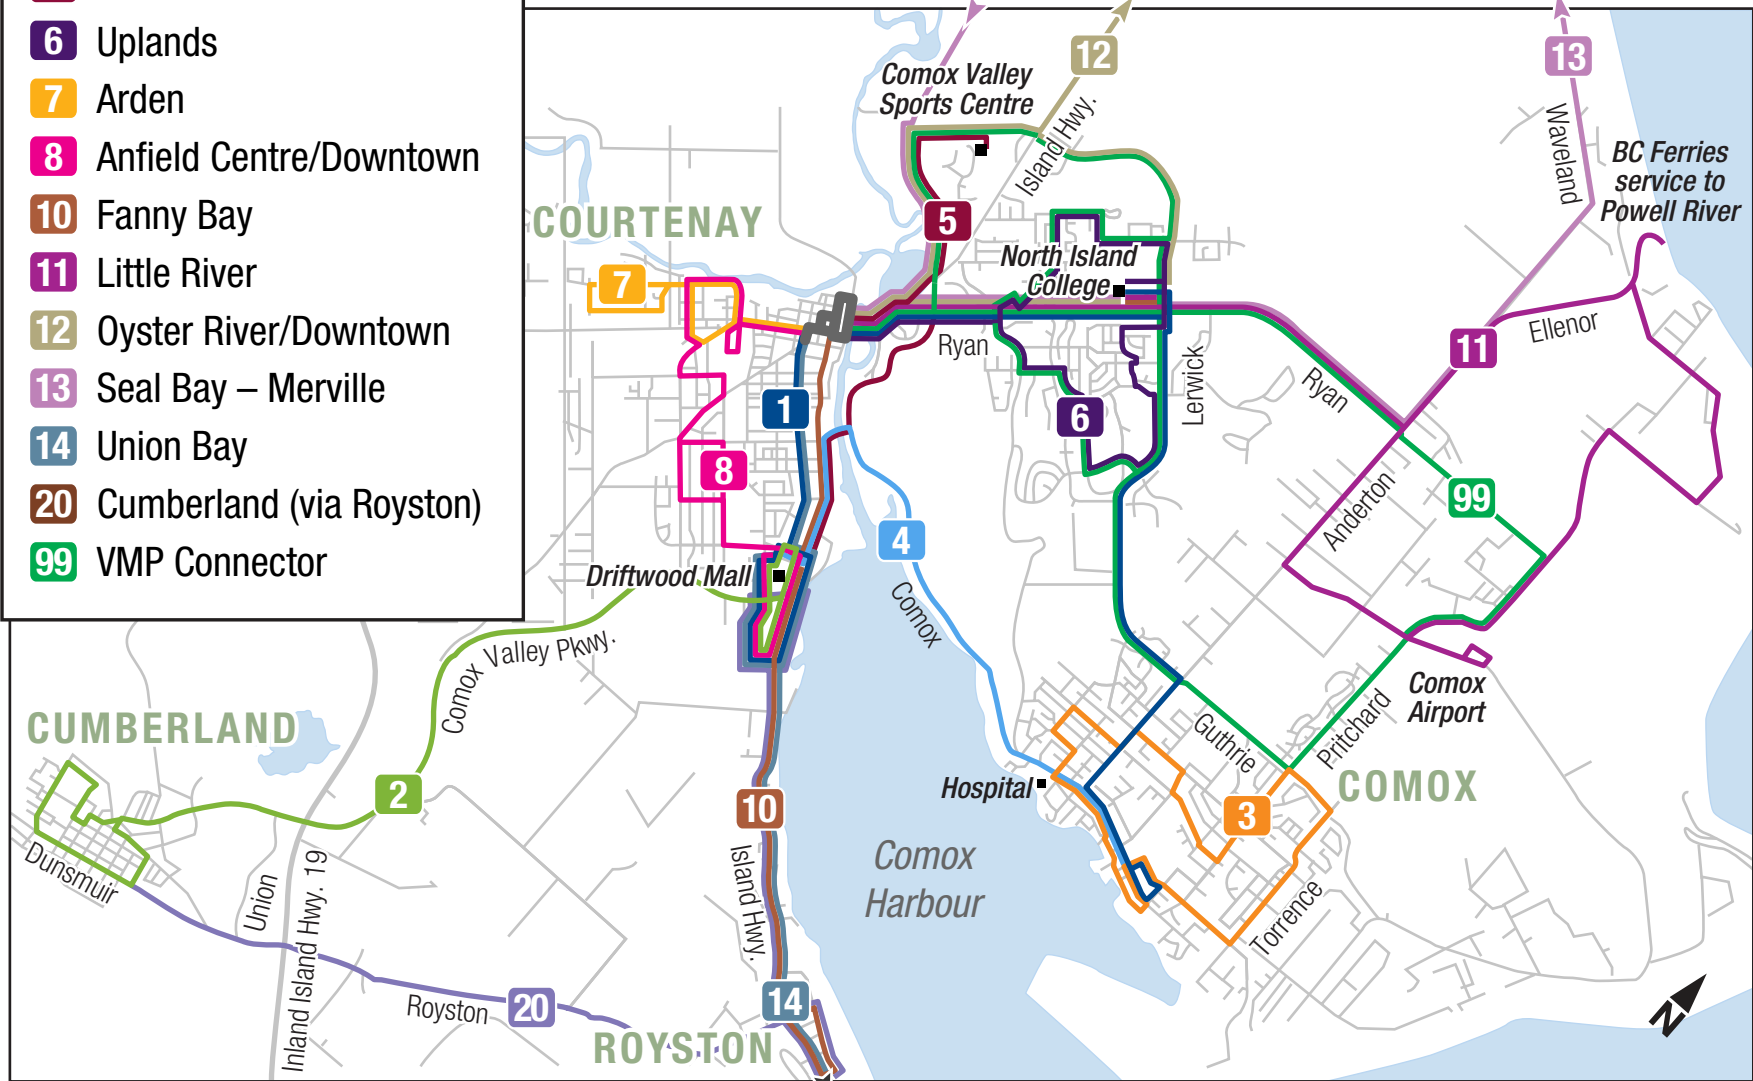 6 Uplands
7 Arden
8 Anfield Centre/Downtown
10 Fanny Bay
11 Little River
12 Oyster River/Downtown
13 Seal Bay – Merville
14 Union Bay
20 Cumberland (via Royston)
99 VMP Connector
12
13
Comox Valley
Sports Centre
Island Hwy.
Waveland
BC Ferries
service to
Powell River
COURTENAY
5
North Island
College
7
Ryan
Lerwick
Ellenor
11
Ryan
1
6
8
Anderton
99
4
Driftwood Mall
Comox
Comox Valley Pkwy.
Comox
Airport
Guthrie
Pritchard
CUMBERLAND
COMOX
2
Hospital
3
10
Dunsmuir
Comox
Harbour
Union
Inland Island Hwy. 19
Island Hwy.
Torrence
Royston
20
14
ROYSTON
N